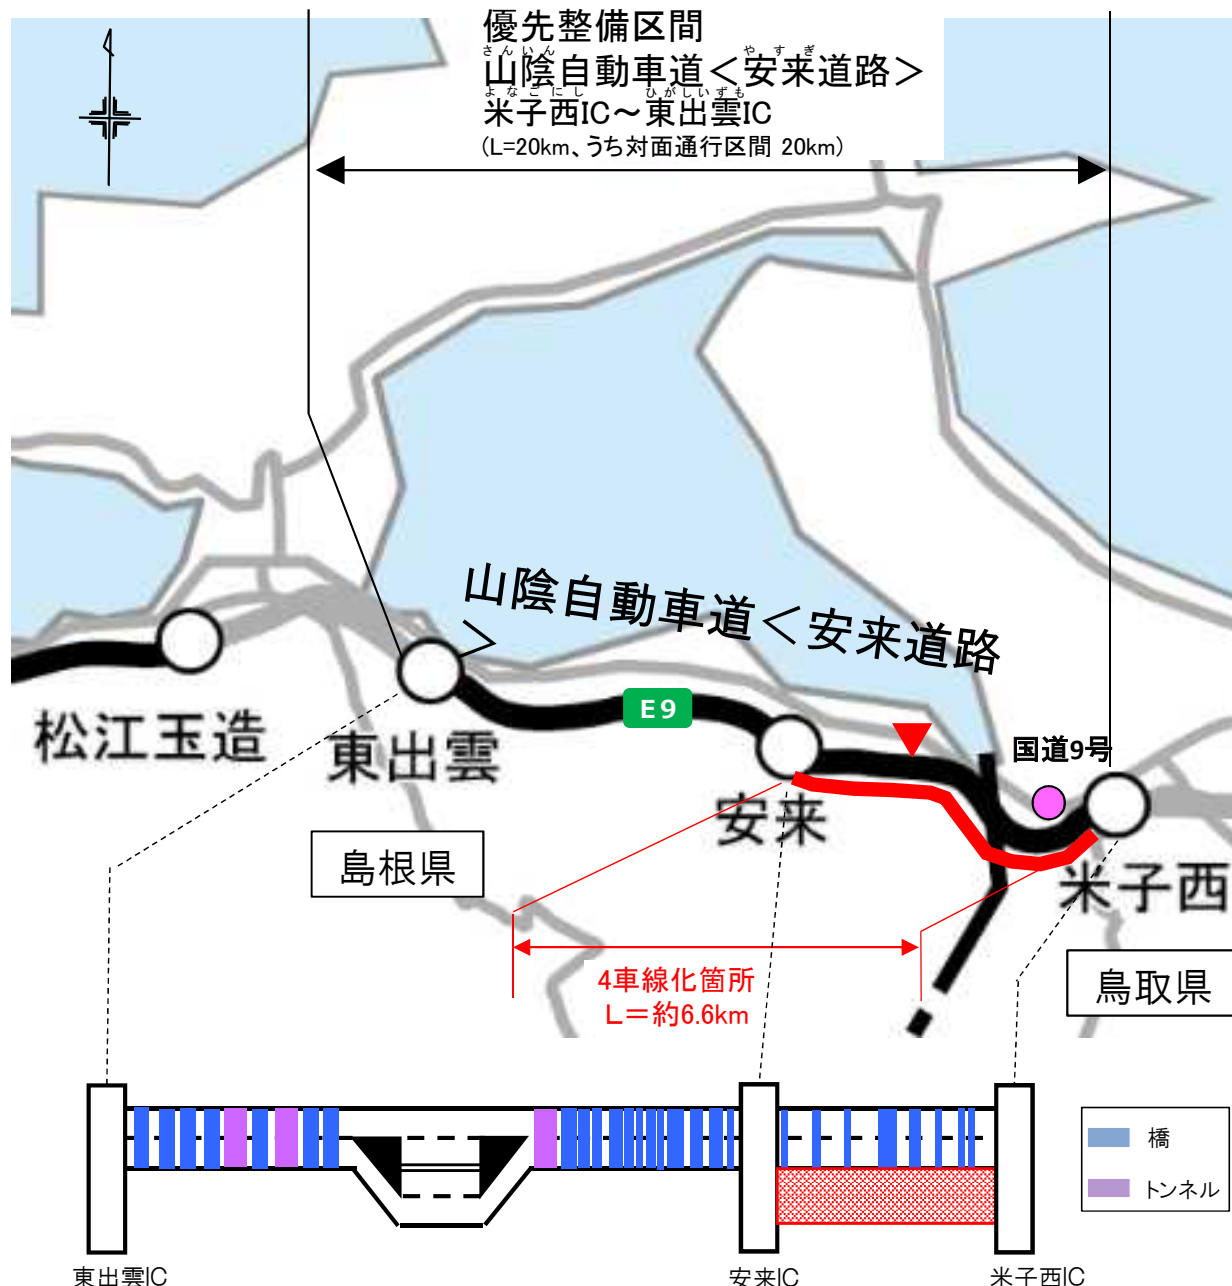 優先整備区間
さんいん やすぎ
山陰自動車道＜安来道路＞
よなごにし ひがしいずも
米子西IC～東出雲IC
(L=20km、うち対面通行区間 20km)
山陰自動車道＜安来道路
松江玉造
東出雲
E9
安来
国道9号
米子西
島根県
鳥取県
4車線化箇所
L＝約6.6km
橋
トンネル
東出雲IC
安来IC
米子西IC